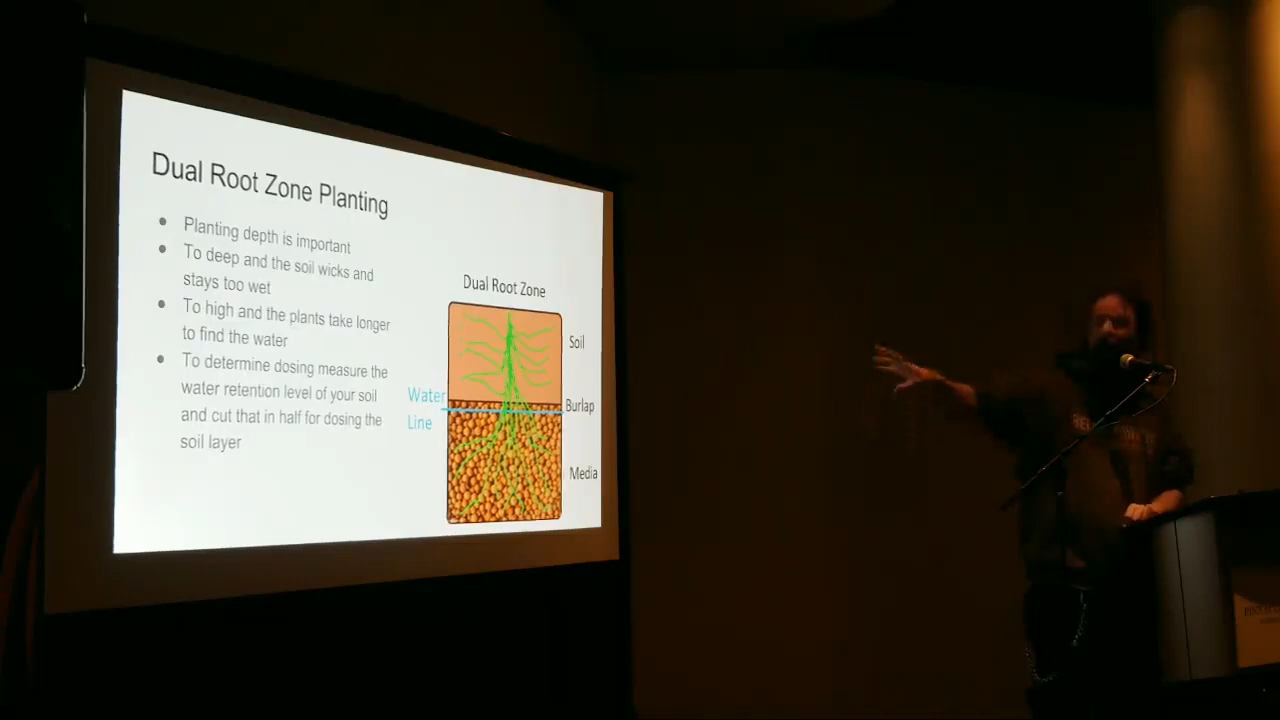 Dual Root Zone Planting
Planting depth is important
To deep and the soil wicks and
stays too wet
To high and the plants take longer
to find the water
To determine dosing measure the
water retention level of your soil
and cut that in half for dosing the
soil layer
Dual Root Zone
Soil
Water
Line
Burlap
Media